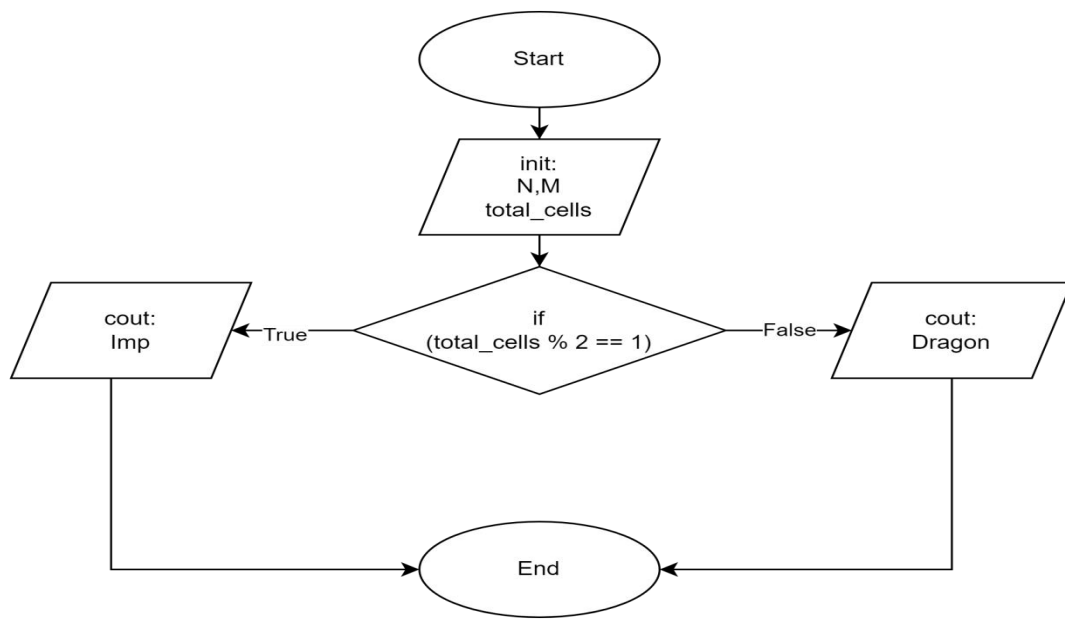 Start
init:
N,M
total_cells
if
(total_cells % 2 == 1)
True
False
cout:
Imp
cout:
Dragon
End